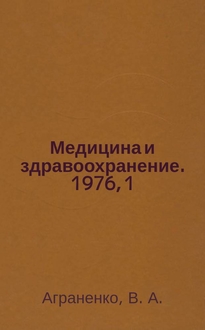 Медицина и
здравоохранение.
1976, 1
Аграненко, В. А.